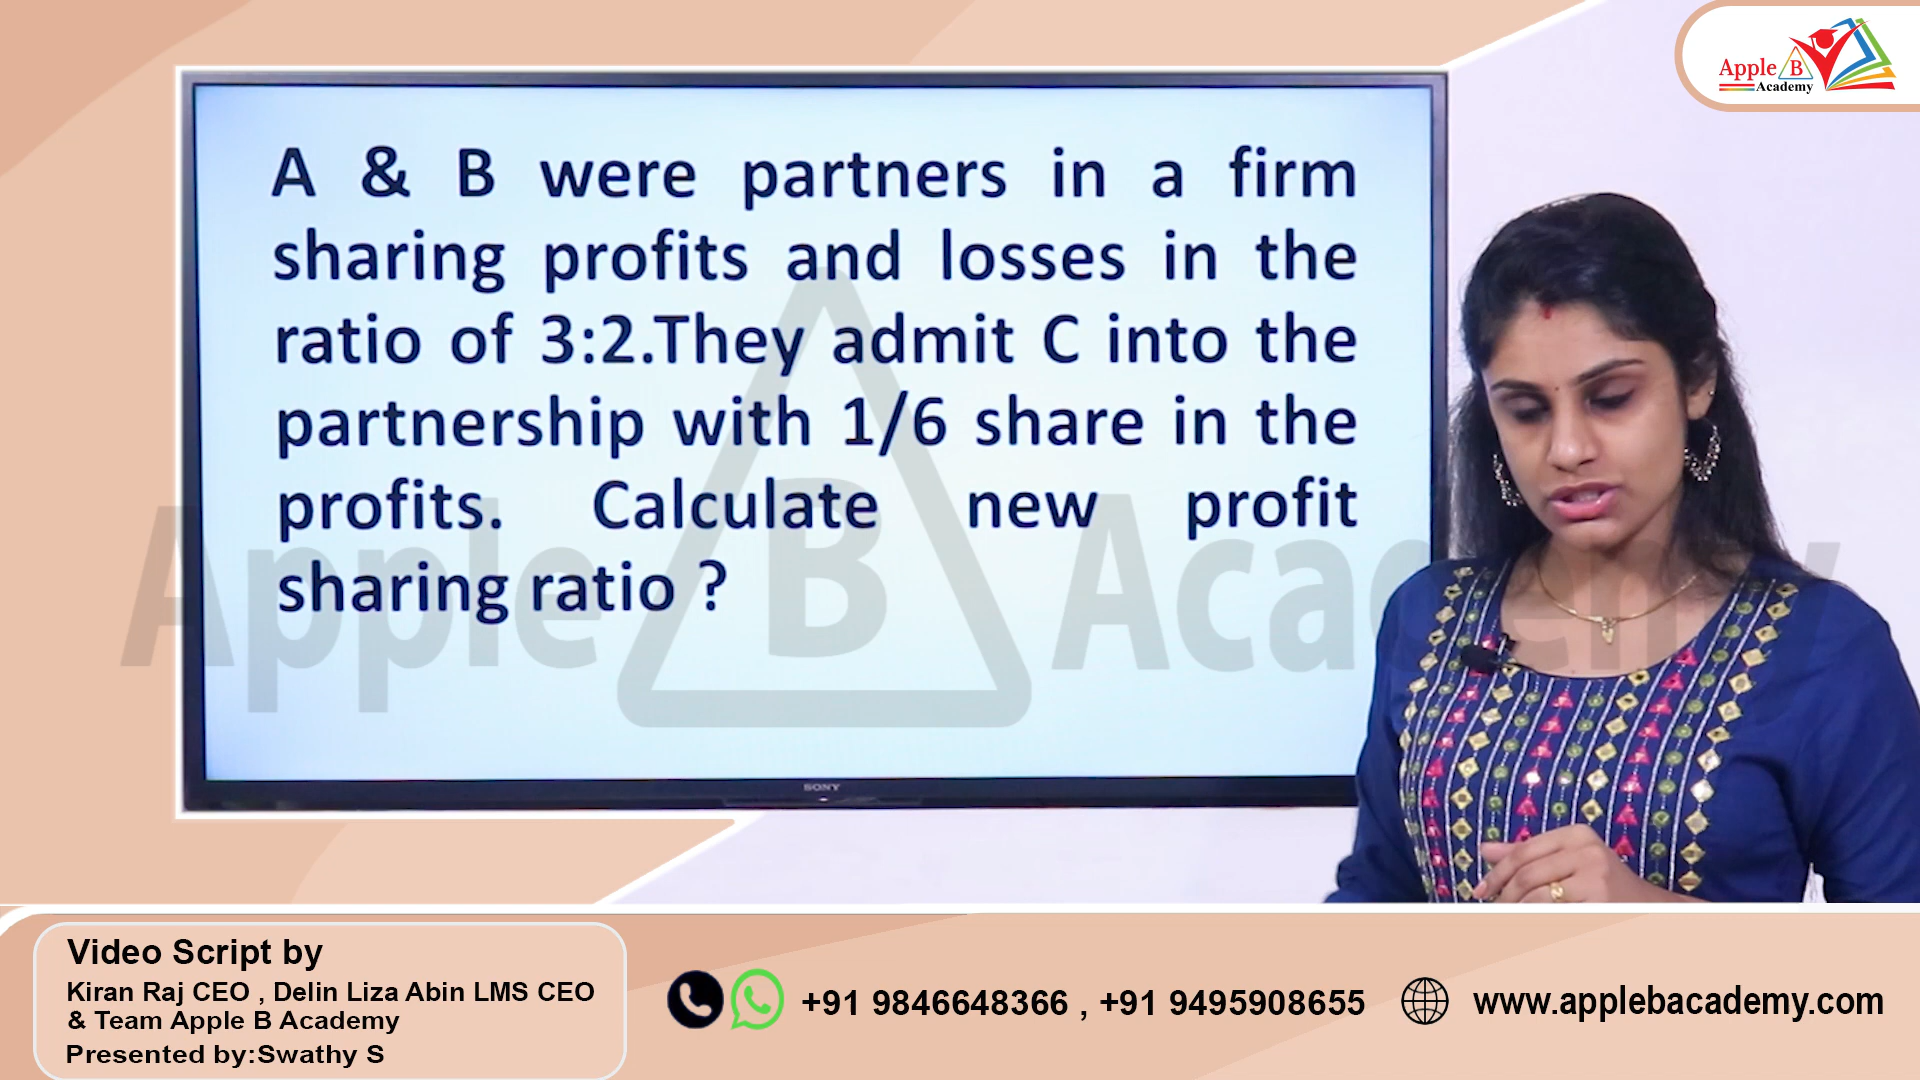 Apple B
Academy
A & B were partners in a firm
sharing profits and losses in the
ratio of 3:2.They admit C into the
partnership with 1/6 share in the
profits. Calculate new profit
sharing ratio ?
Apple B Academy
SONY
Video Script by
Kiran Raj CEO , Delin Liza Abin LMS CEO
& Team Apple B Academy
Presented by:Swathy S
+91 9846648366 , +91 9495908655
www.applebacademy.com